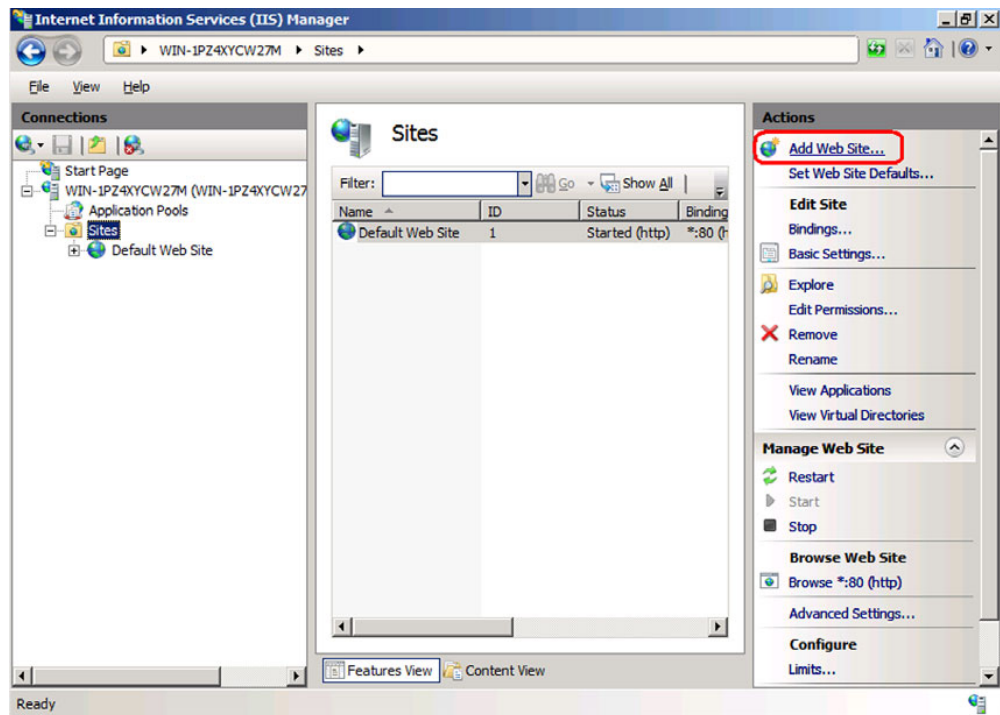 Internet Information Services (IIS) Manager
WIN-1PZ4XYCW27M
Sites
File View Help
Connections
Start Page
WIN-1PZ4XYCW27M (WIN-1PZ4XYCW27
Application Pools
Sites
Default Web Site
Sites
Filter: Go Show All
Name ID Status Binding
Default Web Site 1 Started (http) *:80 (h
Features View Content View
Actions
Add Web Site...
Set Web Site Defaults...
Edit Site
Bindings...
Basic Settings...
Explore
Edit Permissions...
Remove
Rename
View Applications
View Virtual Directories
Manage Web Site
Restart
Start
Stop
Browse Web Site
Browse *:80 (http)
Advanced Settings...
Configure
Limits...
Ready